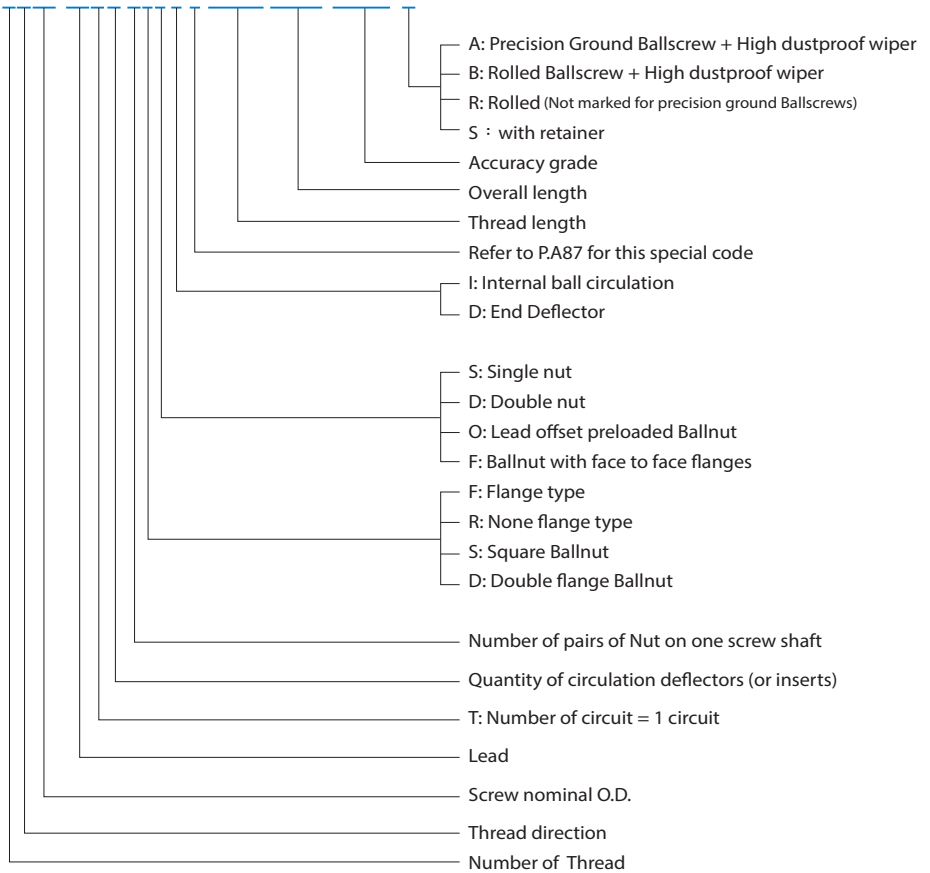 A: Precision Ground Ballscrew + High dustproof wiper
B: Rolled Ballscrew + High dustproof wiper
R: Rolled (Not marked for precision ground Ballscrews)
S : with retainer
Accuracy grade
Overall length
Thread length
Refer to P.A87 for this special code
I: Internal ball circulation
D: End Deflector
S: Single nut
D: Double nut
O: Lead offset preloaded Ballnut
F: Ballnut with face to face flanges
F: Flange type
R: None flange type
S: Square Ballnut
D: Double flange Ballnut
Number of pairs of Nut on one screw shaft
Quantity of circulation deflectors (or inserts)
T: Number of circuit = 1 circuit
Lead
Screw nominal O.D.
Thread direction
Number of Thread